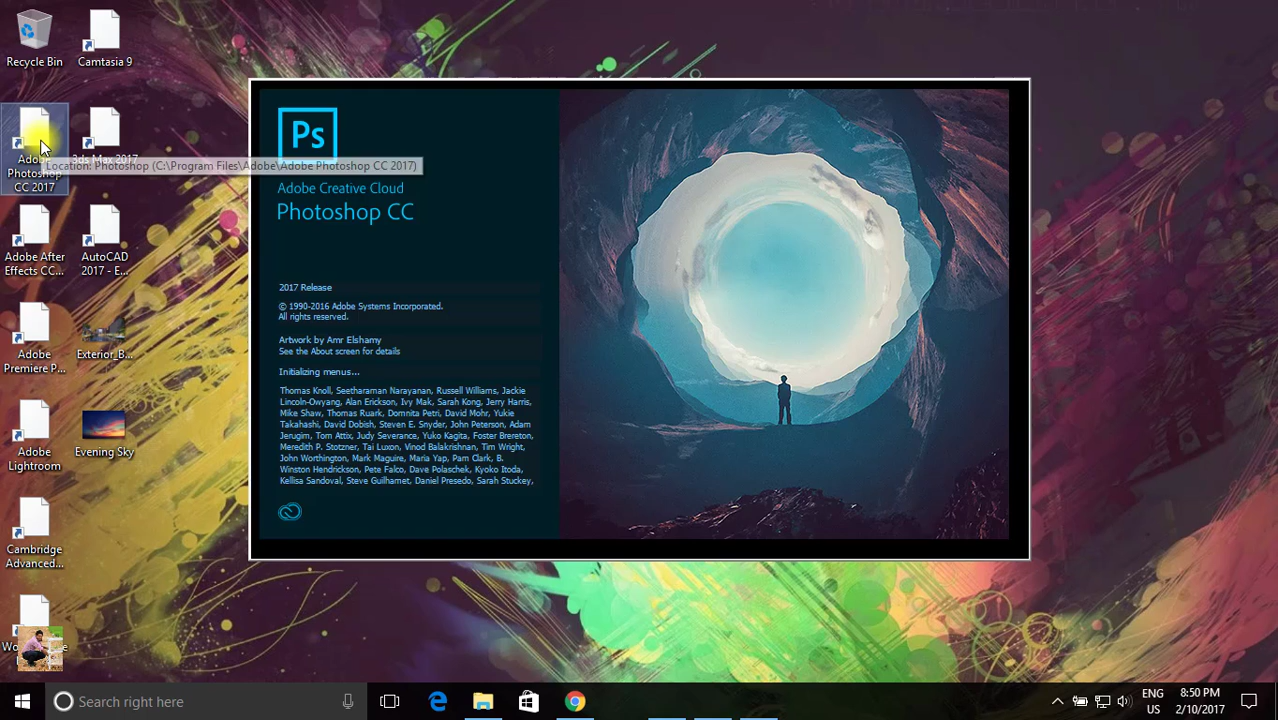 Recycle Bin
Camtasia 9
Adobe
Photoshop
CC 2017
3ds Max 2017
Location: Photoshop (C:\Program Files\Adobe\Adobe Photoshop CC 2017)
Adobe After
Effects CC...
AutoCAD
2017 - E...
Adobe
Premiere P...
Exterior_B...
Adobe
Lightroom
Evening Sky
Cambridge
Advanced...
Ps
Adobe Creative Cloud
Photoshop CC
2017 Release
© 1990-2016 Adobe Systems Incorporated.
All rights reserved.
Artwork by Amr Elshamy
See the About screen for details
Initializing menus...
Thomas Knoll, Seetharaman Narayanan, Russell Williams, Jackie
Lincoln-Owyang, Alan Erickson, Ivy Mak, Sarah Kong, Jerry Harris,
Mike Shaw, Thomas Ruark, Domnita Petri, David Mohr, Yukie
Takahashi, David Dobish, Steven E. Snyder, John Peterson, Adam
Jerugim, Tom Attix, Judy Severance, Yuko Kagita, Foster Brereton,
Meredith P. Stotzner, Tai Luxon, Vinod Balakrishnan, Tim Wright,
John Worthington, Mark Maguire, Maria Yap, Pam Clark, B.
Winston Hendrickson, Pete Falco, Dave Polaschek, Kyoko Itoda,
Kellisa Sandoval, Steve Guilhamet, Daniel Presedo, Sarah Stuckey,
Search right here
ENG
US
8:50 PM
2/10/2017